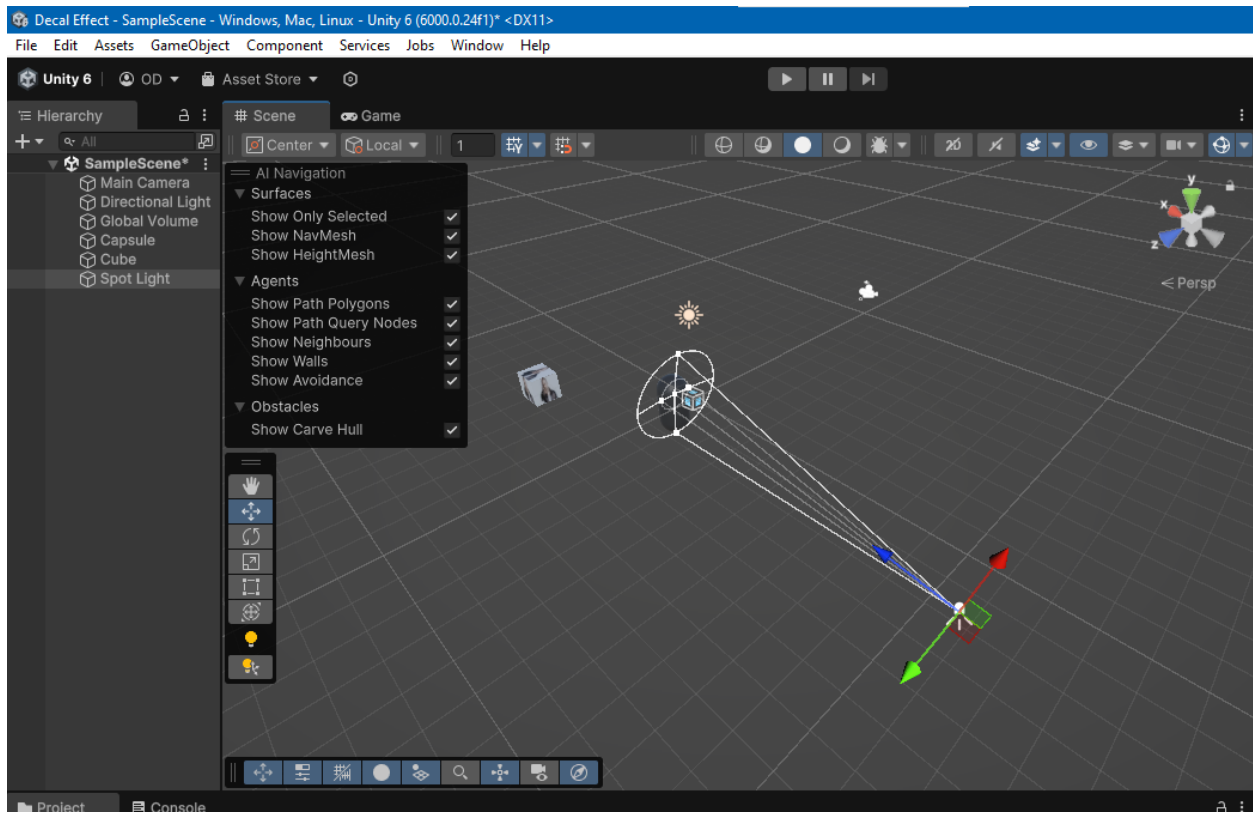 Decal Effect - SampleScene - Windows, Mac, Linux - Unity 6 (6000.0.24f1)* <DX11>
File Edit Assets GameObject Component Services Jobs Window Help
Unity 6 OD Asset Store
Hierarchy
Scene Game
All
Center Local 1
SampleScene*
Main Camera
Directional Light
Global Volume
Capsule
Cube
Spot Light
AI Navigation
Surfaces
Show Only Selected
Show NavMesh
Show HeightMesh
Agents
Show Path Polygons
Show Path Query Nodes
Show Neighbours
Show Walls
Show Avoidance
Obstacles
Show Carve Hull
y
x
z
Persp
2D
Project Console